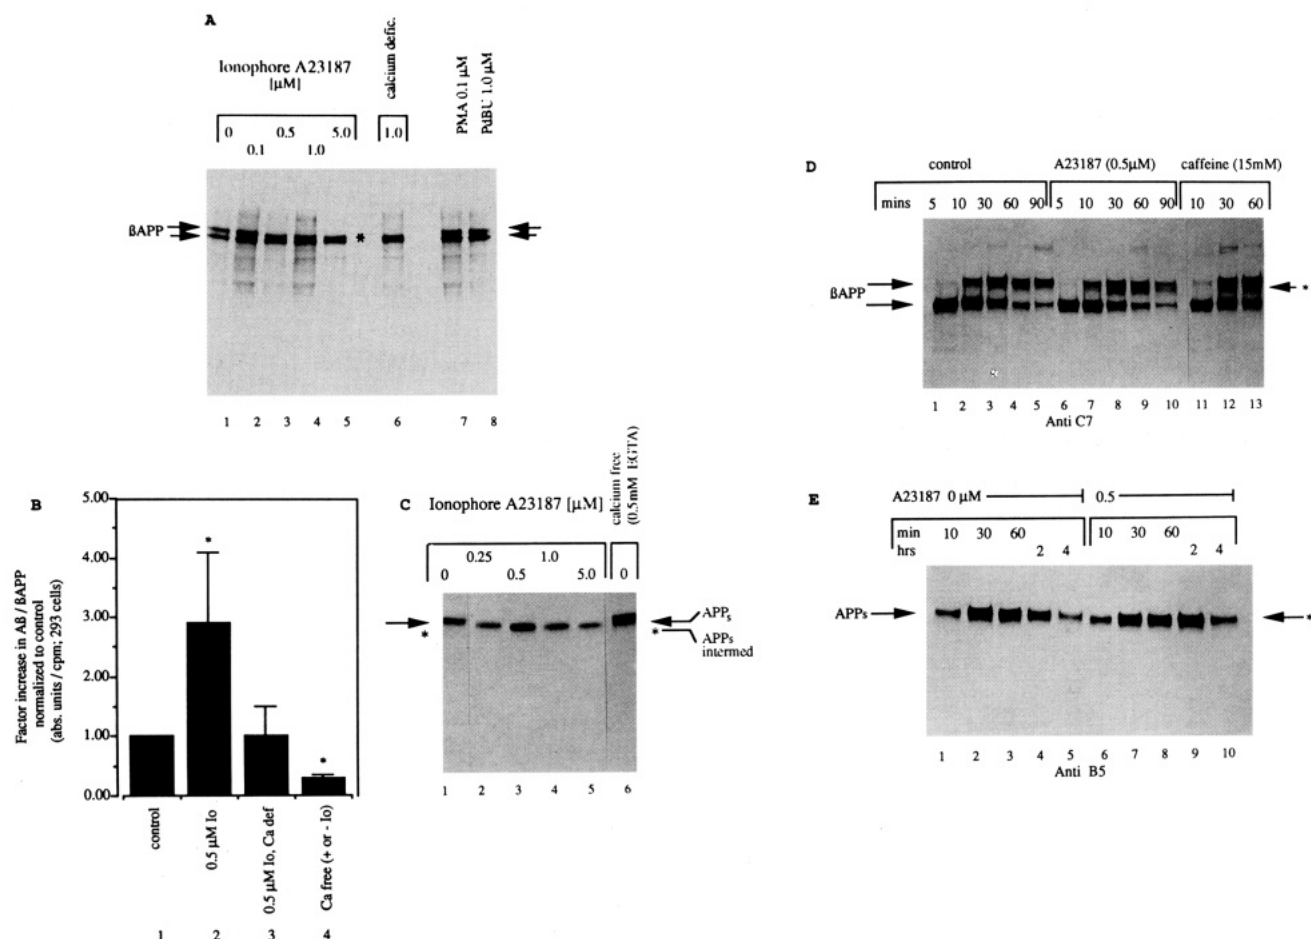 A
Ionophore A23187
[μM]
calcium defic.
PMA 0.1 μM
PdBU 1.0 μM
0 0.5 5.0 1.0
0.1 1.0
ßAPP
*
1 2 3 4 5 6 7 8
B
5.00
4.00
3.00
2.00
1.00
0.00
Factor increase in Aß / ßAPP
normalized to control
(abs. units / cpm; 293 cells)
*
*
control
0.5 μM Io
0.5 μM Io, Ca def
Ca free (+ or - Io)
1 2 3 4
C
Ionophore A23187 [μM]
calcium free
(0.5mM EGTA)
0.25 1.0
0 0.5 5.0 0
*
APPs
*
APPs
intermed
1 2 3 4 5 6
D
control A23187 (0.5μM) caffeine (15mM)
mins 5 10 30 60 90 5 10 30 60 90 10 30 60
ßAPP
*
1 2 3 4 5 6 7 8 9 10 11 12 13
Anti C7
E
A23187 0 μM 0.5
min 10 30 60 10 30 60
hrs 2 4 2 4
APPs
*
1 2 3 4 5 6 7 8 9 10
Anti B5